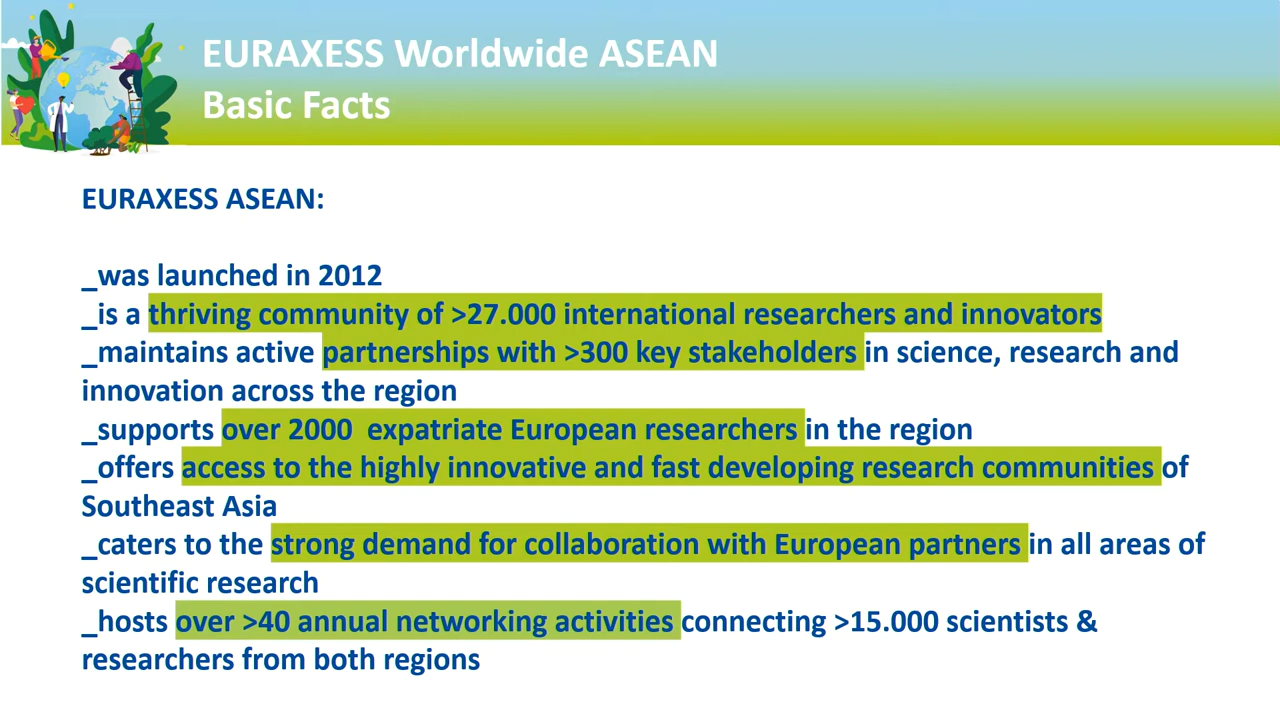 EURAXESS Worldwide ASEAN
Basic Facts
EURAXESS ASEAN:
_was launched in 2012
_is a thriving community of >27.000 international researchers and innovators
_maintains active partnerships with >300 key stakeholders in science, research and
innovation across the region
_supports over 2000  expatriate European researchers in the region
_offers access to the highly innovative and fast developing research communities of
Southeast Asia
_caters to the strong demand for collaboration with European partners in all areas of
scientific research
_hosts over >40 annual networking activities connecting >15.000 scientists &
researchers from both regions